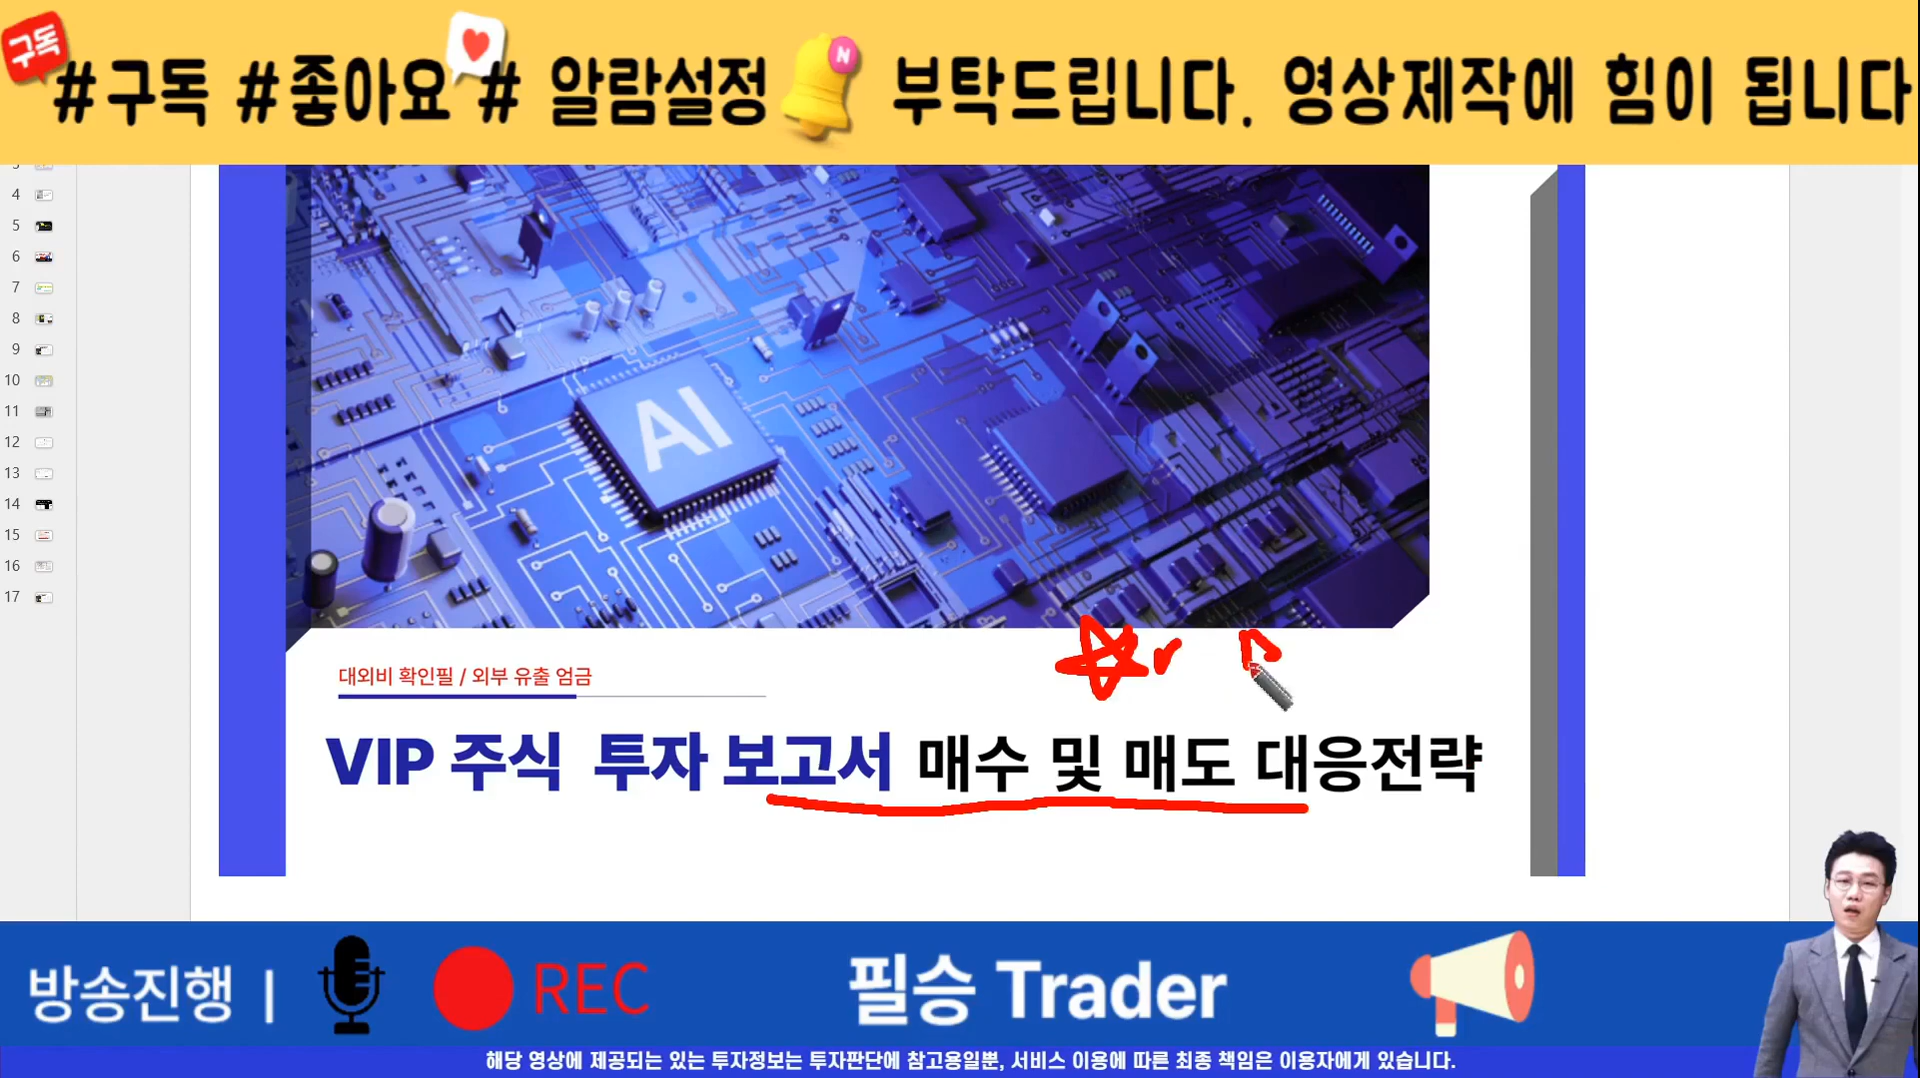 구독
#구독 #좋아요 # 알람설정 N 부탁드립니다. 영상제작에 힘이 됩니다
4
5
6
7
8
9
10
11
12
13
14
15
16
17
AI
대외비 확인필 / 외부 유출 엄금
VIP 주식 투자 보고서 매수 및 매도 대응전략
방송진행 | REC 필승 Trader
해당 영상에 제공되는 있는 투자정보는 투자판단에 참고용일뿐, 서비스 이용에 따른 최종 책임은 이용자에게 있습니다.